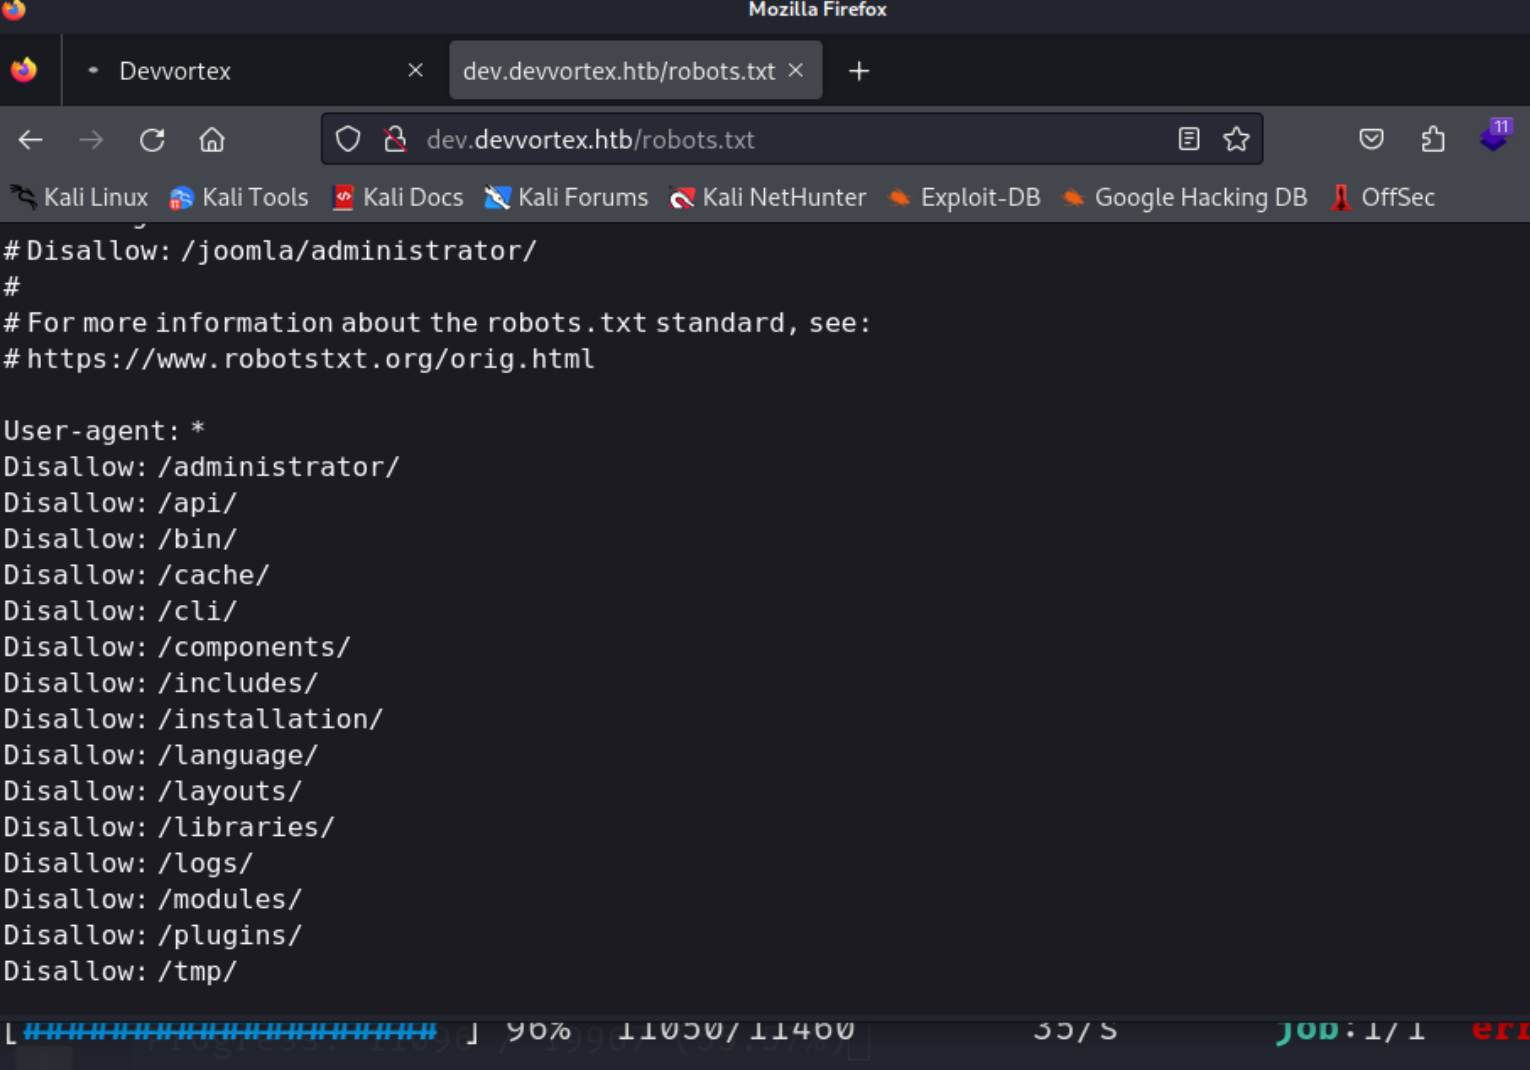 Mozilla Firefox
Devvortex
dev.devvortex.htb/robots.txt
dev.devvortex.htb/robots.txt
11
Kali Linux Kali Tools Kali Docs Kali Forums Kali NetHunter Exploit-DB Google Hacking DB OffSec
# Disallow: /joomla/administrator/
#
# For more information about the robots.txt standard, see:
# https://www.robotstxt.org/orig.html
User-agent: *
Disallow: /administrator/
Disallow: /api/
Disallow: /bin/
Disallow: /cache/
Disallow: /cli/
Disallow: /components/
Disallow: /includes/
Disallow: /installation/
Disallow: /language/
Disallow: /layouts/
Disallow: /libraries/
Disallow: /logs/
Disallow: /modules/
Disallow: /plugins/
Disallow: /tmp/
[################### ] 96% 11050/11460 35/s job:1/1 err